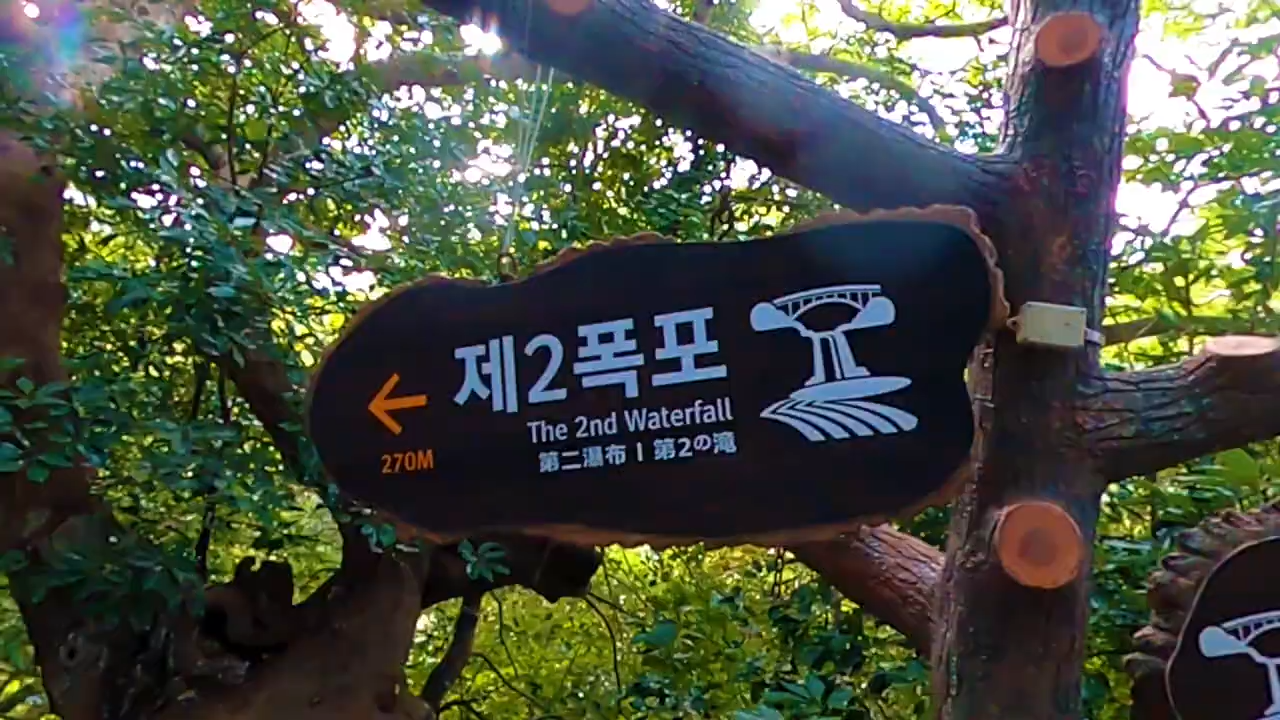 제2폭포
The 2nd Waterfall
第二瀑布 | 第2の滝
270M